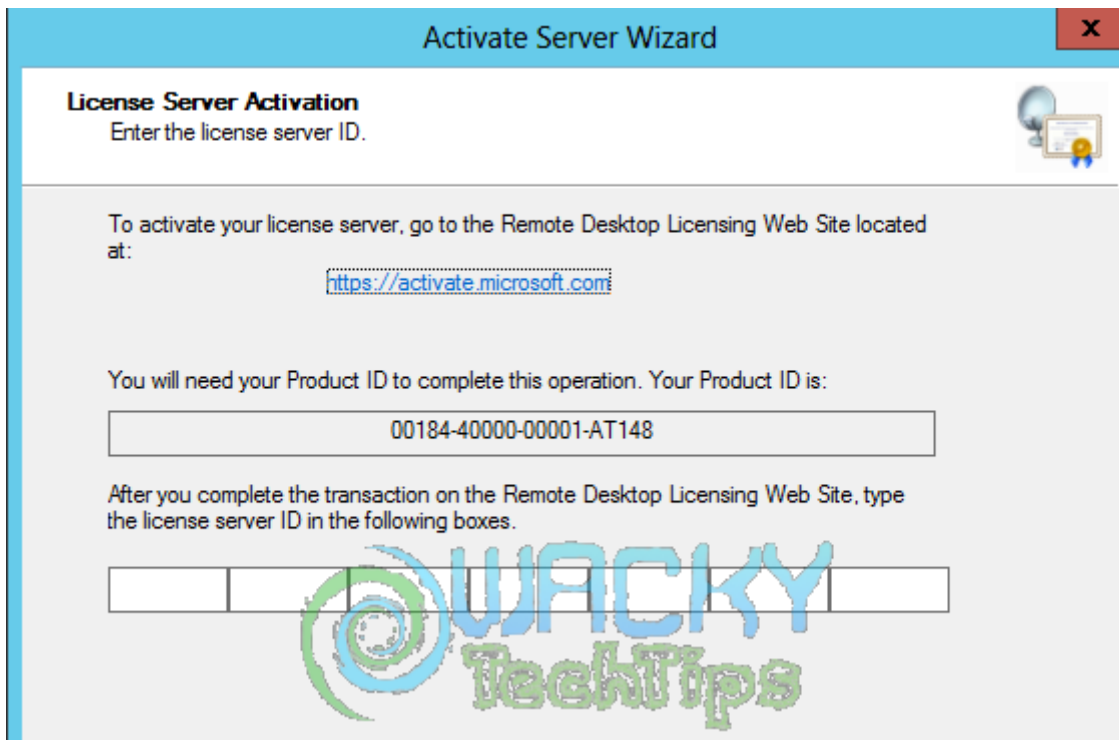 Activate Server Wizard
x
License Server Activation
Enter the license server ID.
To activate your license server, go to the Remote Desktop Licensing Web Site located
at:
https://activate.microsoft.com
You will need your Product ID to complete this operation. Your Product ID is:
00184-40000-00001-AT148
After you complete the transaction on the Remote Desktop Licensing Web Site, type
the license server ID in the following boxes.
WACKY
TechTips